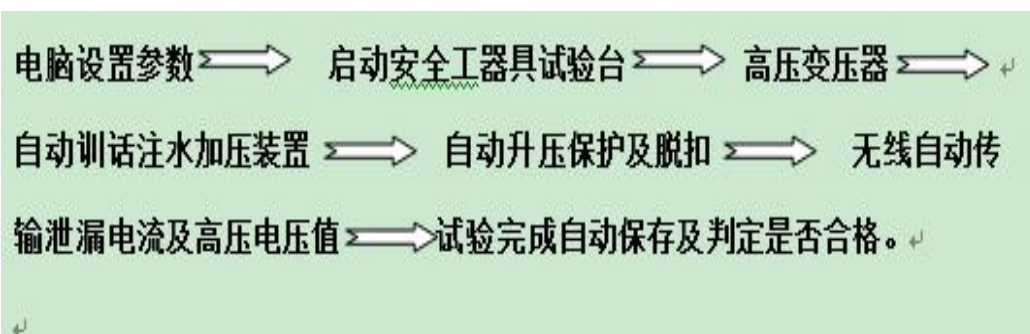 电脑设置参数 启动安全工器具试验台 高压变压器
自动训话注水加压装置 自动升压保护及脱扣 无线自动传
输泄漏电流及高压电压值 试验完成自动保存及判定是否合格。